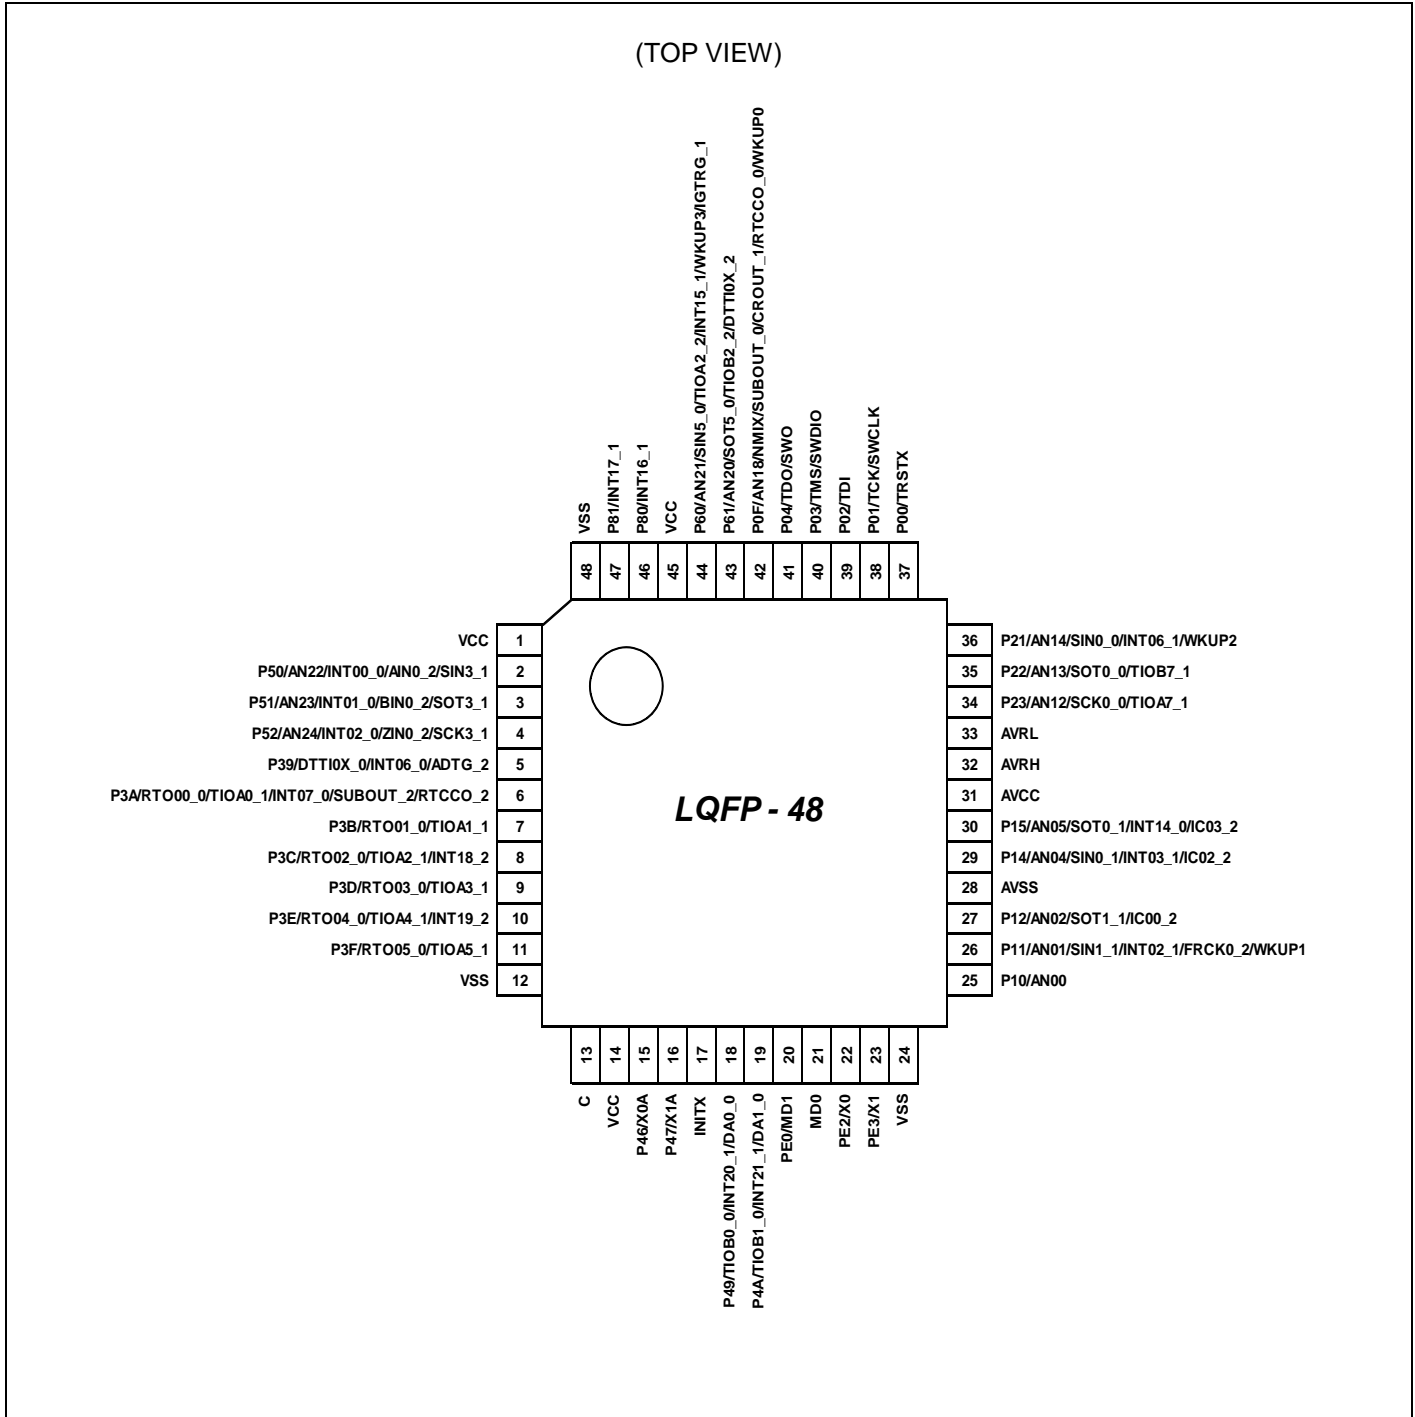 (TOP VIEW)
VSS
P81/INT17_1
P80/INT16_1
VCC
P60/AN21/SIN5_0/TIOA2_2/INT15_1/WKUP3/IGTRG_1
P61/AN20/SOT5_0/TIOB2_2/DTTI0X_2
P0F/AN18/NMIX/SUBOUT_0/CROUT_1/RTCCO_0/WKUP0
P04/TDO/SWO
P03/TMS/SWDIO
P02/TDI
P01/TCK/SWCLK
P00/TRSTX
48 47 46 45 44 43 42 41 40 39 38 37
VCC 1
P50/AN22/INT00_0/AIN0_2/SIN3_1 2
P51/AN23/INT01_0/BIN0_2/SOT3_1 3
P52/AN24/INT02_0/ZIN0_2/SCK3_1 4
P39/DTTI0X_0/INT06_0/ADTG_2 5
P3A/RTO00_0/TIOA0_1/INT07_0/SUBOUT_2/RTCCO_2 6
P3B/RTO01_0/TIOA1_1 7
P3C/RTO02_0/TIOA2_1/INT18_2 8
P3D/RTO03_0/TIOA3_1 9
P3E/RTO04_0/TIOA4_1/INT19_2 10
P3F/RTO05_0/TIOA5_1 11
VSS 12
LQFP - 48
36 P21/AN14/SIN0_0/INT06_1/WKUP2
35 P22/AN13/SOT0_0/TIOB7_1
34 P23/AN12/SCK0_0/TIOA7_1
33 AVRL
32 AVRH
31 AVCC
30 P15/AN05/SOT0_1/INT14_0/IC03_2
29 P14/AN04/SIN0_1/INT03_1/IC02_2
28 AVSS
27 P12/AN02/SOT1_1/IC00_2
26 P11/AN01/SIN1_1/INT02_1/FRCK0_2/WKUP1
25 P10/AN00
13 14 15 16 17 18 19 20 21 22 23 24
C
VCC
P46/X0A
P47/X1A
INITX
P49/TIOB0_0/INT20_1/DA0_0
P4A/TIOB1_0/INT21_1/DA1_0
PE0/MD1
MD0
PE2/X0
PE3/X1
VSS